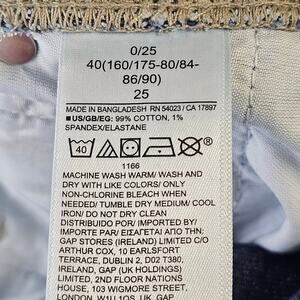 0/25
40(160/175-80/84-
86/90)
25
MADE IN BANGLADESH RN 54023 / CA 17897
■US/GB/EG: 99% COTTON, 1%
SPANDEX/ELASTANE
40
1166
MACHINE WASH WARM/ WASH AND
DRY WITH LIKE COLORS/ ONLY
NON-CHLORINE BLEACH WHEN
NEEDED/ TUMBLE DRY MEDIUM/ COOL
IRON/ DO NOT DRY CLEAN
DISTRIBUIDO POR/ IMPORTED BY/
IMPORTE PAR/ ΕΙΣΑΓΕΤΑΙ ΑΠΟ ΤΗΝ:
GAP STORES (IRELAND) LIMITED C/O
ARTHUR COX, 10 EARLSFORT
TERRACE, DUBLIN 2, D02 T380,
IRELAND, GAP (UK HOLDINGS)
LIMITED, 2ND FLOOR NATIONS
HOUSE, 103 WIGMORE STREET,
LONDON, W1U 1QS, UK, GAP